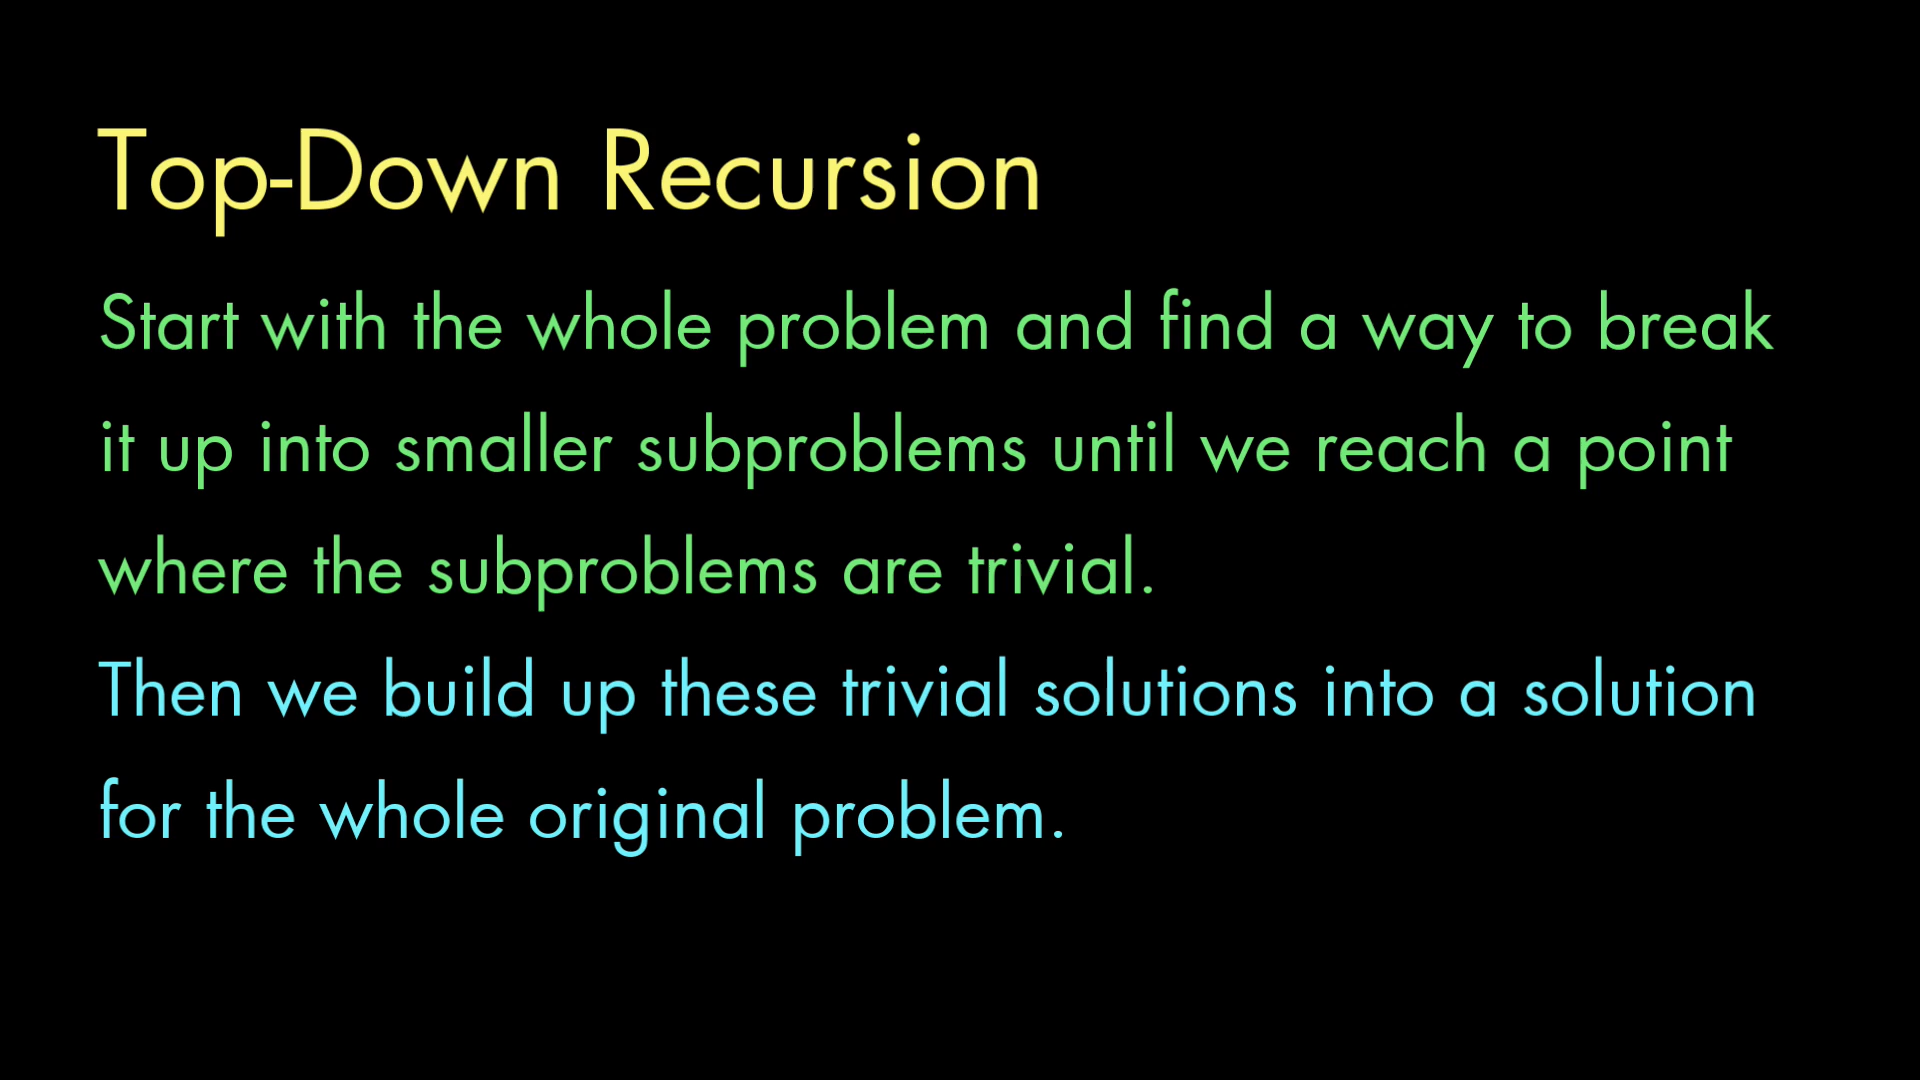 Top-Down Recursion
Start with the whole problem and find a way to break
it up into smaller subproblems until we reach a point
where the subproblems are trivial.
Then we build up these trivial solutions into a solution
for the whole original problem.